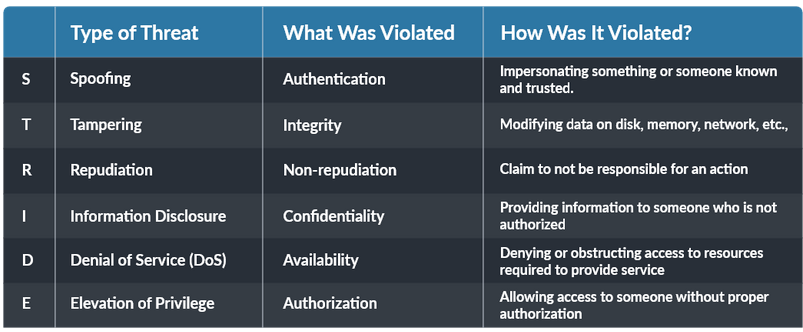 Type of Threat What Was Violated How Was It Violated?
S Spoofing Authentication Impersonating something or someone known
and trusted.
T Tampering Integrity Modifying data on disk, memory, network, etc.,
R Repudiation Non-repudiation Claim to not be responsible for an action
I Information Disclosure Confidentiality Providing information to someone who is not
authorized
D Denial of Service (DoS) Availability Denying or obstructing access to resources
required to provide service
E Elevation of Privilege Authorization Allowing access to someone without proper
authorization